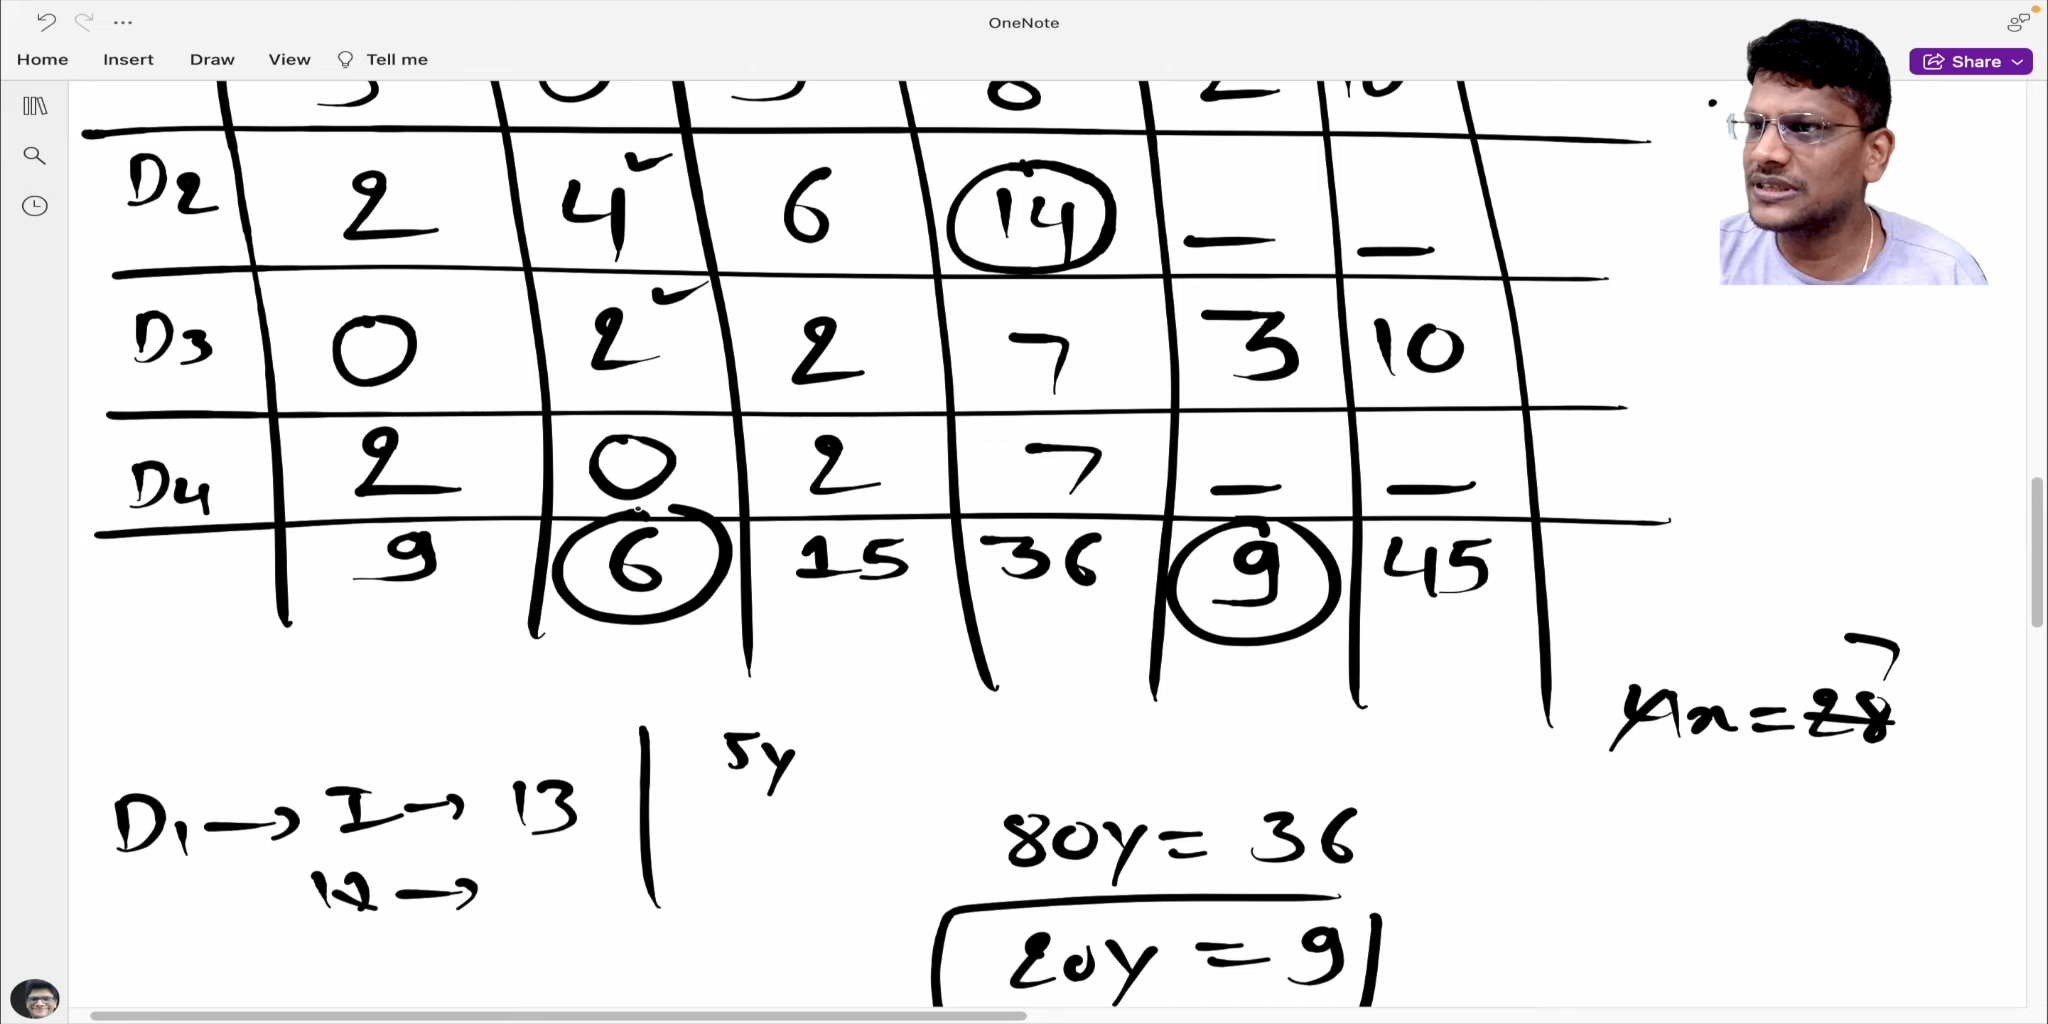 OneNote
Home Insert Draw View Tell me Share
D2 2 4 ✓ 6 14 — —
D3 0 2 ✓ 2 7 3 10
D4 2 0 2 7 — —
9 6 15 36 9 45
7
4x = 28
D1 → I → 13 5y
→
80y = 36
20y = 9